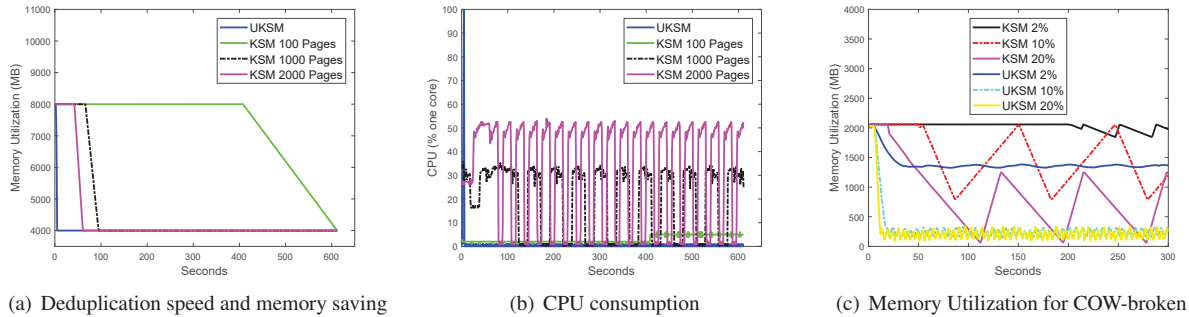 11000
10000
9000
8000
7000
6000
5000
4000
3000
Memory Utilization (MB)
0 100 200 300 400 500 600
Seconds
UKSM
KSM 100 Pages
KSM 1000 Pages
KSM 2000 Pages
(a) Deduplication speed and memory saving
100
90
80
70
60
50
40
30
20
10
0
CPU (% one core)
0 100 200 300 400 500 600
Seconds
UKSM
KSM 100 Pages
KSM 1000 Pages
KSM 2000 Pages
(b) CPU consumption
4000
3500
3000
2500
2000
1500
1000
500
0
Memory Utilization (MB)
0 50 100 150 200 250 300
Seconds
KSM 2%
KSM 10%
KSM 20%
UKSM 2%
UKSM 10%
UKSM 20%
(c) Memory Utilization for COW-broken